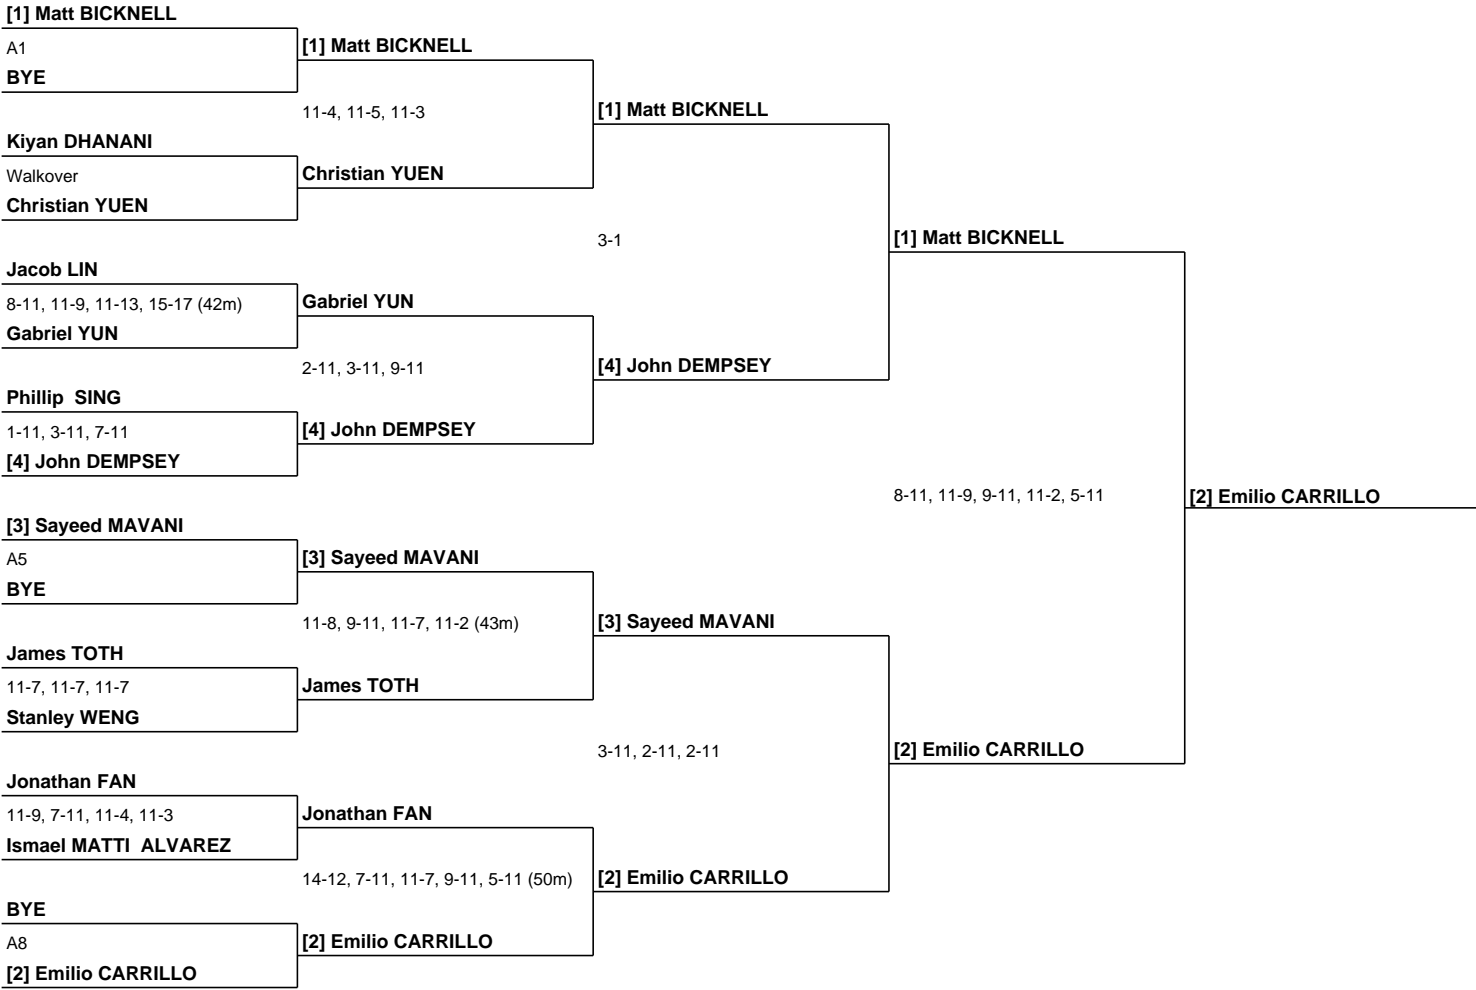 [1] Matt BICKNELL
A1
BYE
Kiyan DHANANI
Walkover
Christian YUEN
Jacob LIN
8-11, 11-9, 11-13, 15-17 (42m)
Gabriel YUN
Phillip  SING
1-11, 3-11, 7-11
[4] John DEMPSEY
[3] Sayeed MAVANI
A5
BYE
James TOTH
11-7, 11-7, 11-7
Stanley WENG
Jonathan FAN
11-9, 7-11, 11-4, 11-3
Ismael MATTI  ALVAREZ
BYE
A8
[2] Emilio CARRILLO
[1] Matt BICKNELL
11-4, 11-5, 11-3
Christian YUEN
Gabriel YUN
2-11, 3-11, 9-11
[4] John DEMPSEY
[3] Sayeed MAVANI
11-8, 9-11, 11-7, 11-2 (43m)
James TOTH
Jonathan FAN
14-12, 7-11, 11-7, 9-11, 5-11 (50m)
[2] Emilio CARRILLO
[1] Matt BICKNELL
3-1
[4] John DEMPSEY
[3] Sayeed MAVANI
3-11, 2-11, 2-11
[2] Emilio CARRILLO
[1] Matt BICKNELL
8-11, 11-9, 9-11, 11-2, 5-11
[2] Emilio CARRILLO
[2] Emilio CARRILLO